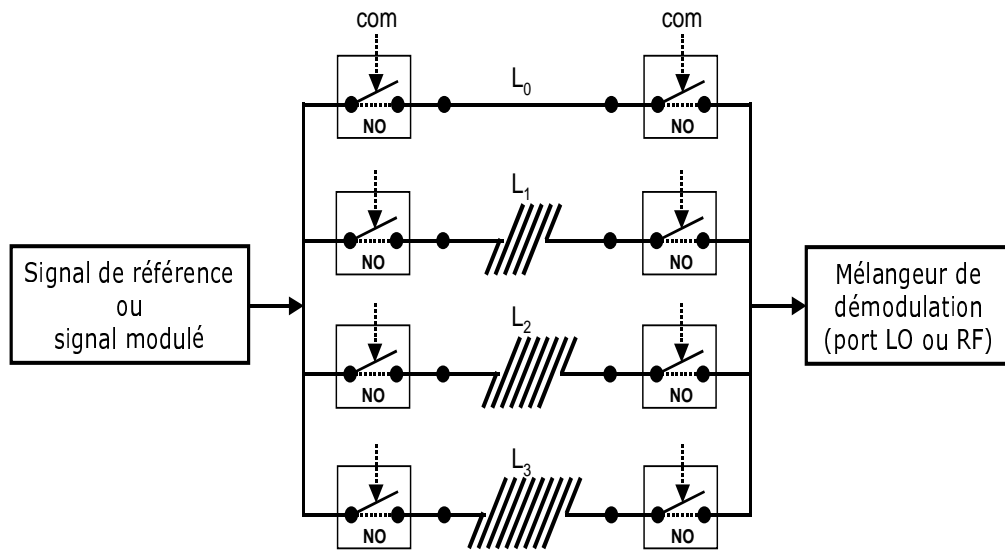 com com
L0
NO NO
L1
NO NO
Signal de référence
ou
signal modulé
Mélangeur de
démodulation
(port LO ou RF)
L2
NO NO
L3
NO NO